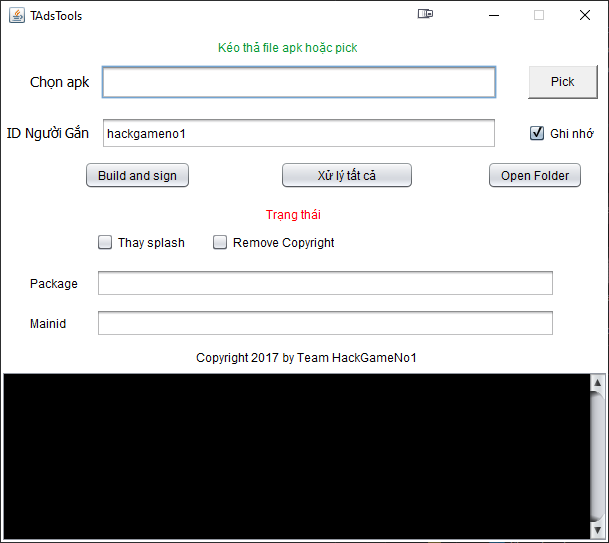 TAdsTools
Kéo thả file apk hoặc pick
Chọn apk
Pick
ID Người Gắn hackgameno1 Ghi nhớ
Build and sign Xử lý tất cả Open Folder
Trạng thái
Thay splash Remove Copyright
Package
Mainid
Copyright 2017 by Team HackGameNo1